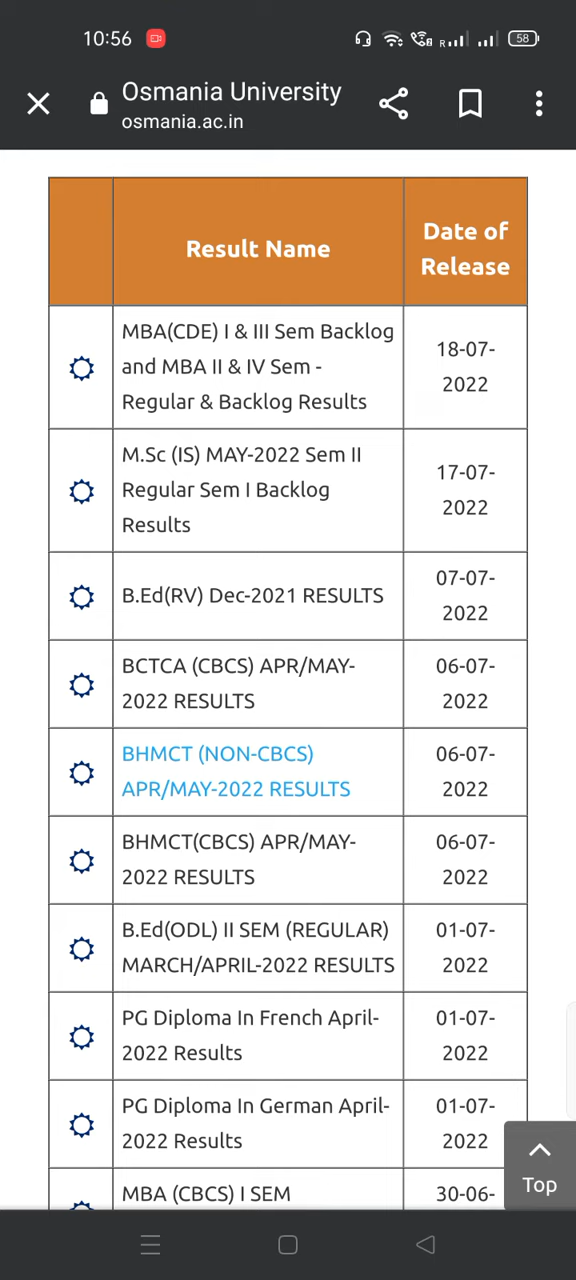 10:56
R
58
Osmania University
osmania.ac.in
Result Name
Date of
Release
MBA(CDE) I & III Sem Backlog
and MBA II & IV Sem -
Regular & Backlog Results
18-07-
2022
M.Sc (IS) MAY-2022 Sem II
Regular Sem I Backlog
Results
17-07-
2022
B.Ed(RV) Dec-2021 RESULTS
07-07-
2022
BCTCA (CBCS) APR/MAY-
2022 RESULTS
06-07-
2022
BHMCT (NON-CBCS)
APR/MAY-2022 RESULTS
06-07-
2022
BHMCT(CBCS) APR/MAY-
2022 RESULTS
06-07-
2022
B.Ed(ODL) II SEM (REGULAR)
MARCH/APRIL-2022 RESULTS
01-07-
2022
PG Diploma In French April-
2022 Results
01-07-
2022
PG Diploma In German April-
2022 Results
01-07-
2022
MBA (CBCS) I SEM
30-06-
Top